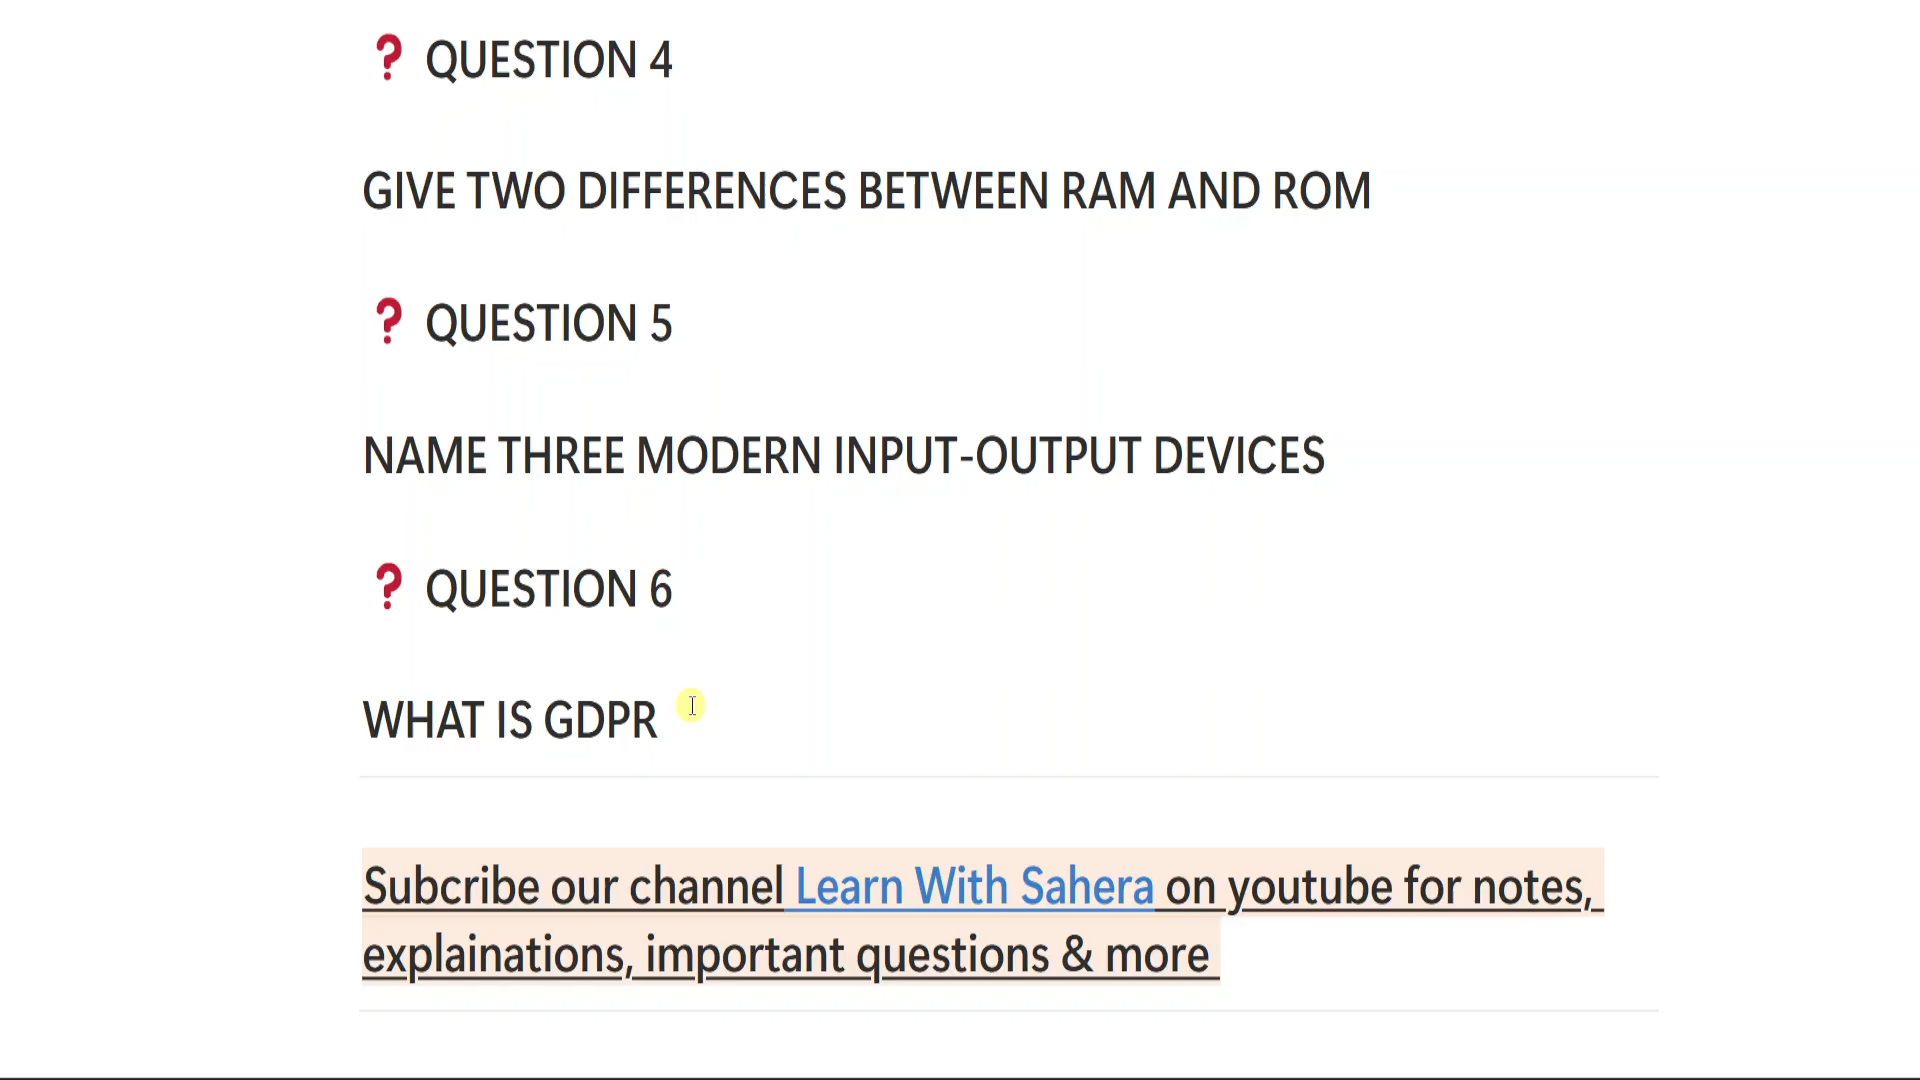 ❓ QUESTION 4
GIVE TWO DIFFERENCES BETWEEN RAM AND ROM
❓ QUESTION 5
NAME THREE MODERN INPUT-OUTPUT DEVICES
❓ QUESTION 6
WHAT IS GDPR
Subcribe our channel Learn With Sahera on youtube for notes,
explainations, important questions & more